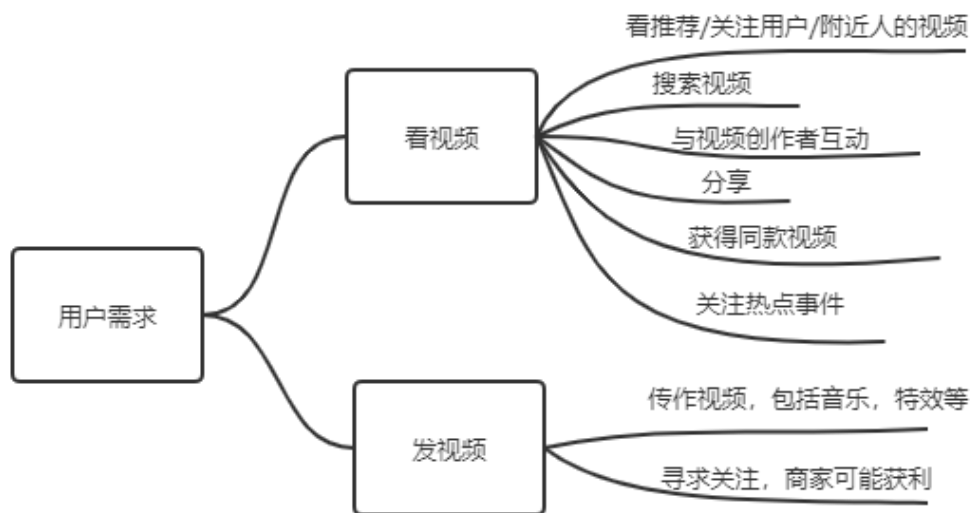 看推荐/关注用户/附近人的视频
搜索视频
看视频
与视频创作者互动
分享
获得同款视频
用户需求
关注热点事件
传作视频，包括音乐，特效等
发视频
寻求关注，商家可能获利